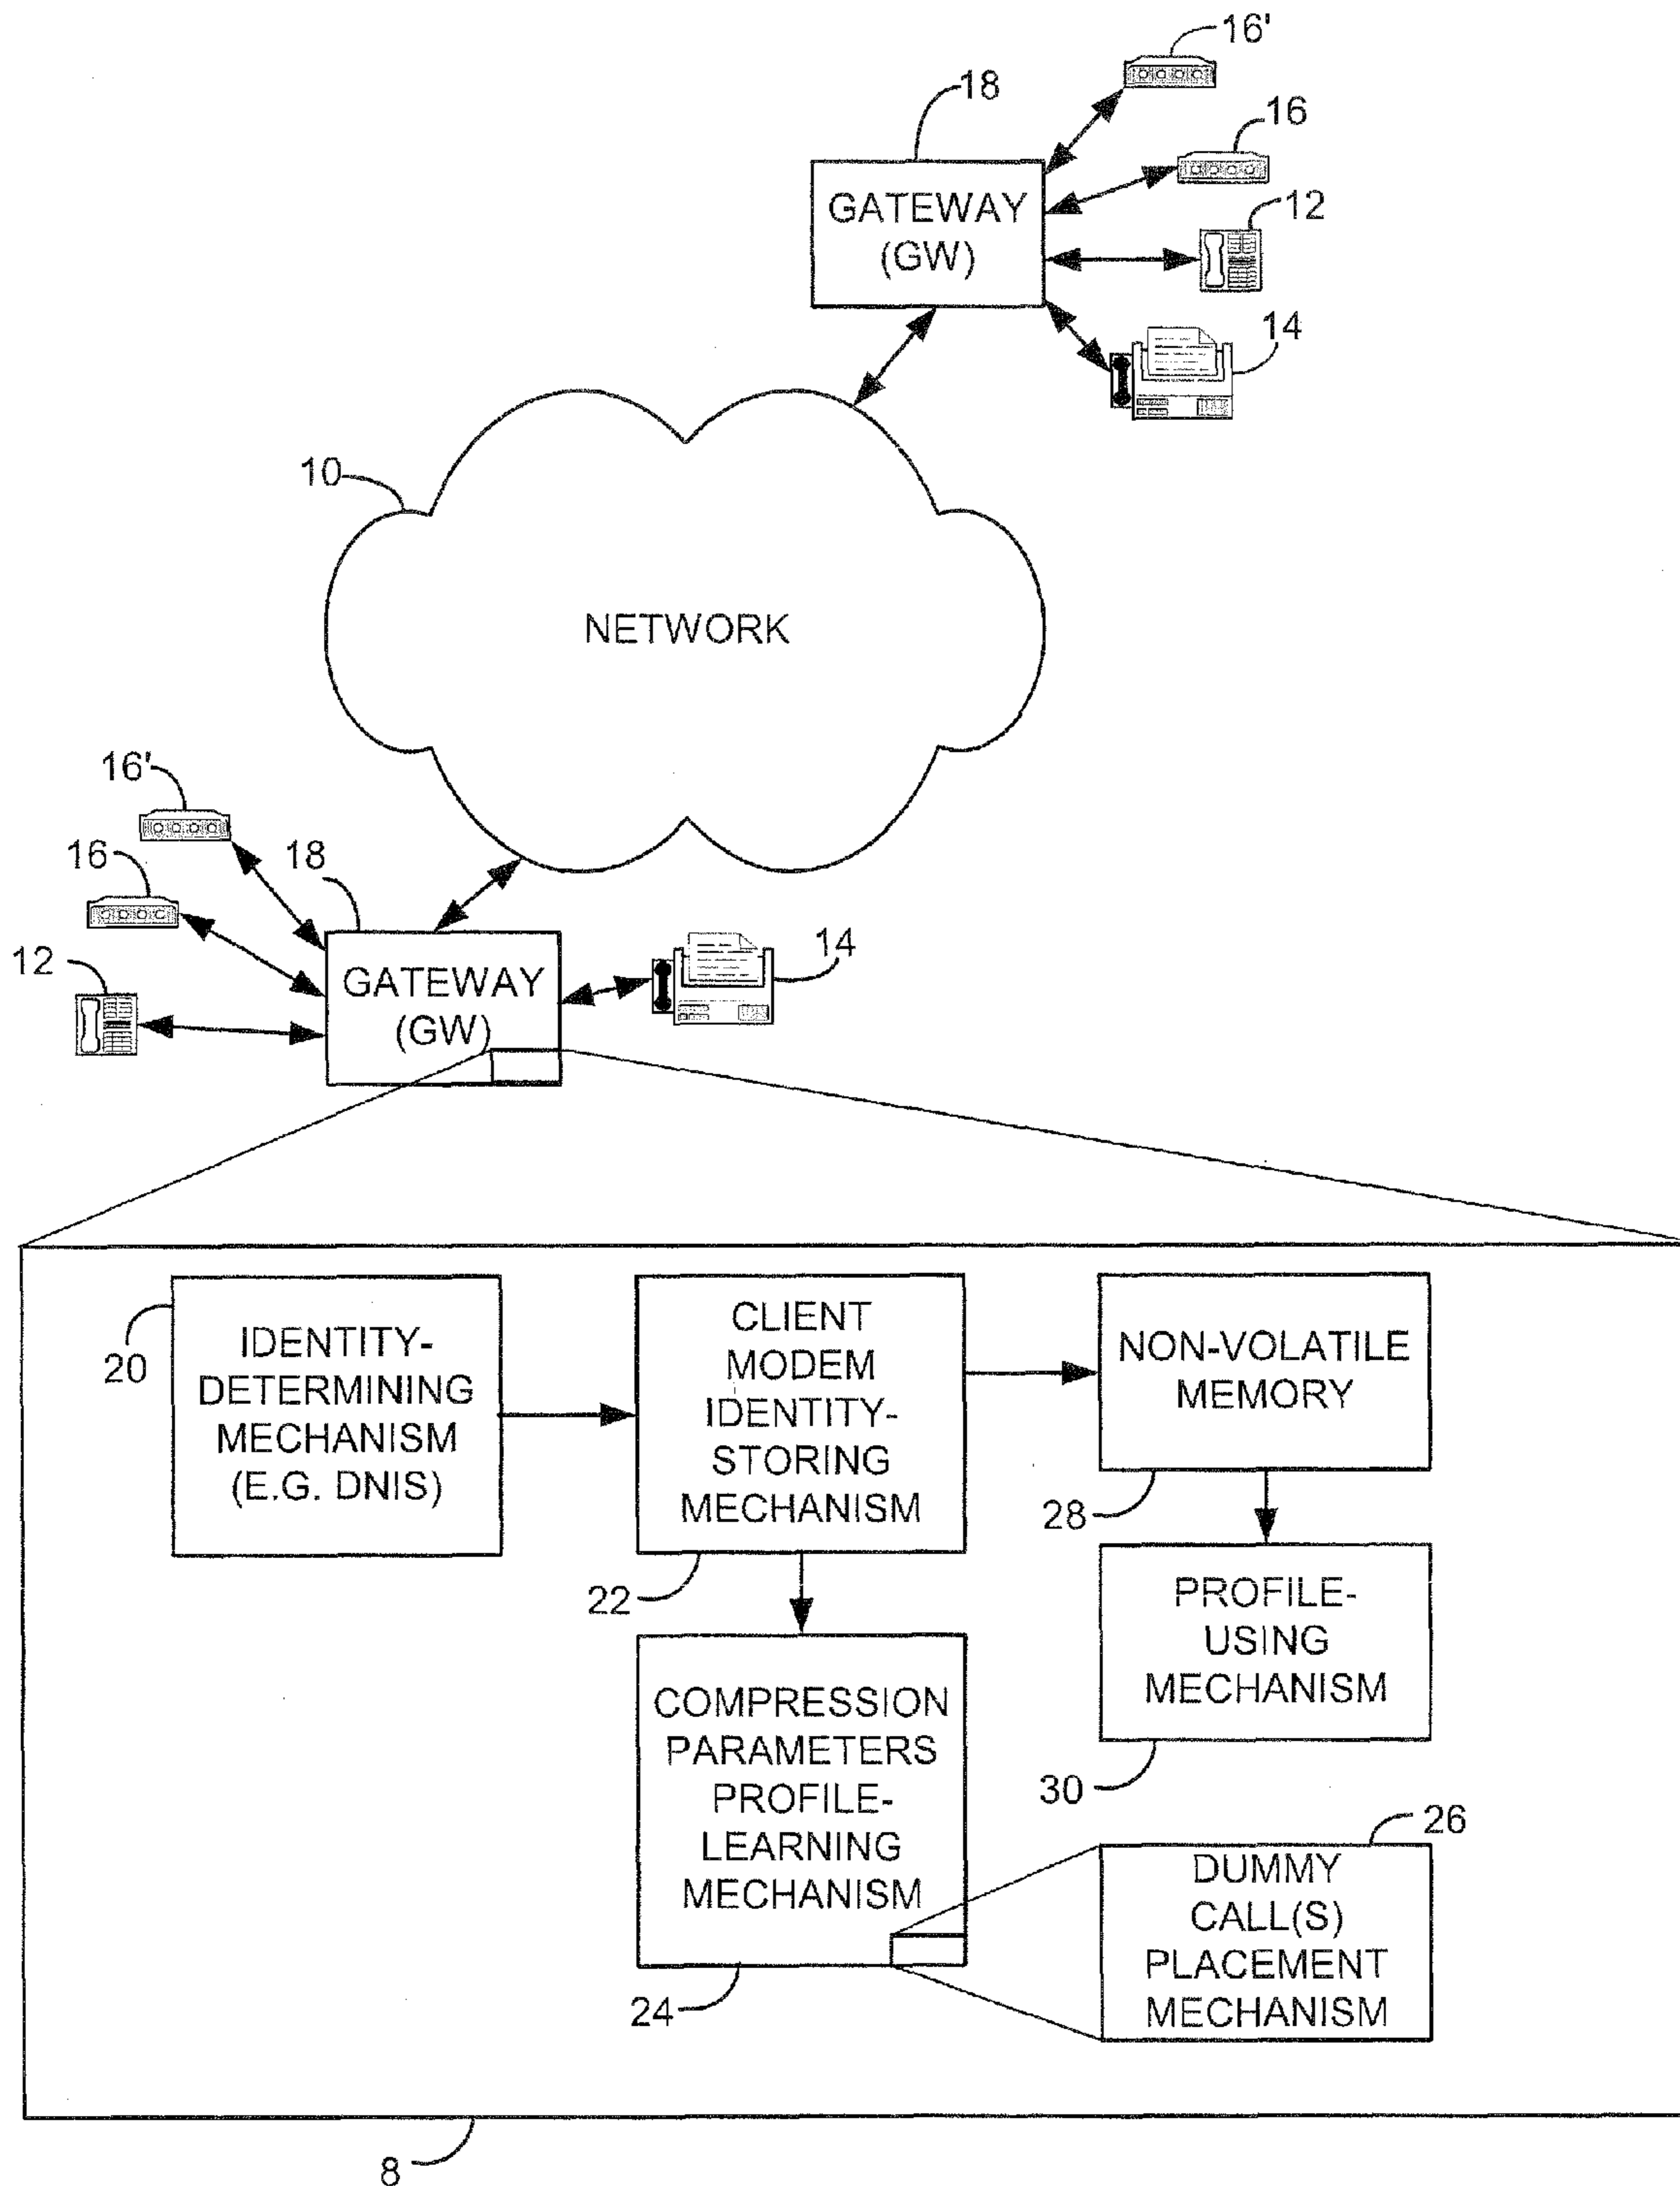 16'
18
16
GATEWAY
(GW)
12
14
10
NETWORK
16'
16
18
12
GATEWAY
(GW)
14
20
IDENTITY-
DETERMINING
MECHANISM
(E.G. DNIS)
CLIENT
MODEM
IDENTITY-
STORING
MECHANISM
22
NON-VOLATILE
MEMORY
28
PROFILE-
USING
MECHANISM
30
COMPRESSION
PARAMETERS
PROFILE-
LEARNING
MECHANISM
24
26
DUMMY
CALL(S)
PLACEMENT
MECHANISM
8